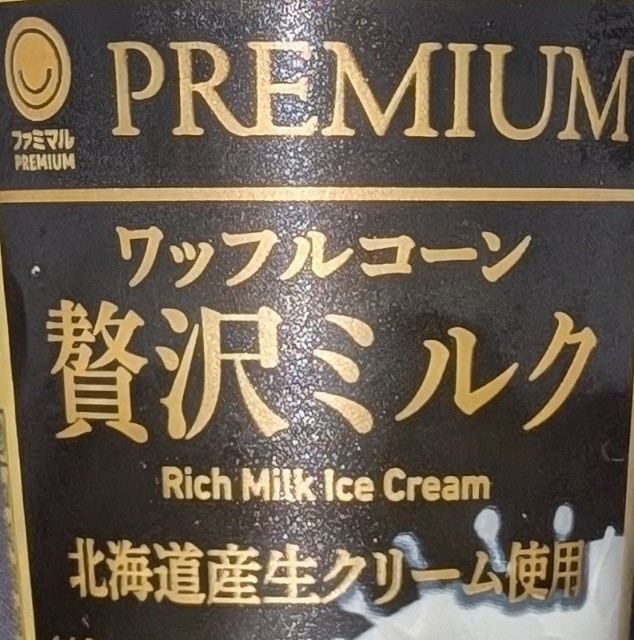 PREMIUM
ファミマル
PREMIUM
ワッフルコーン
贅沢ミルク
Rich Milk Ice Cream
北海道産生クリーム使用